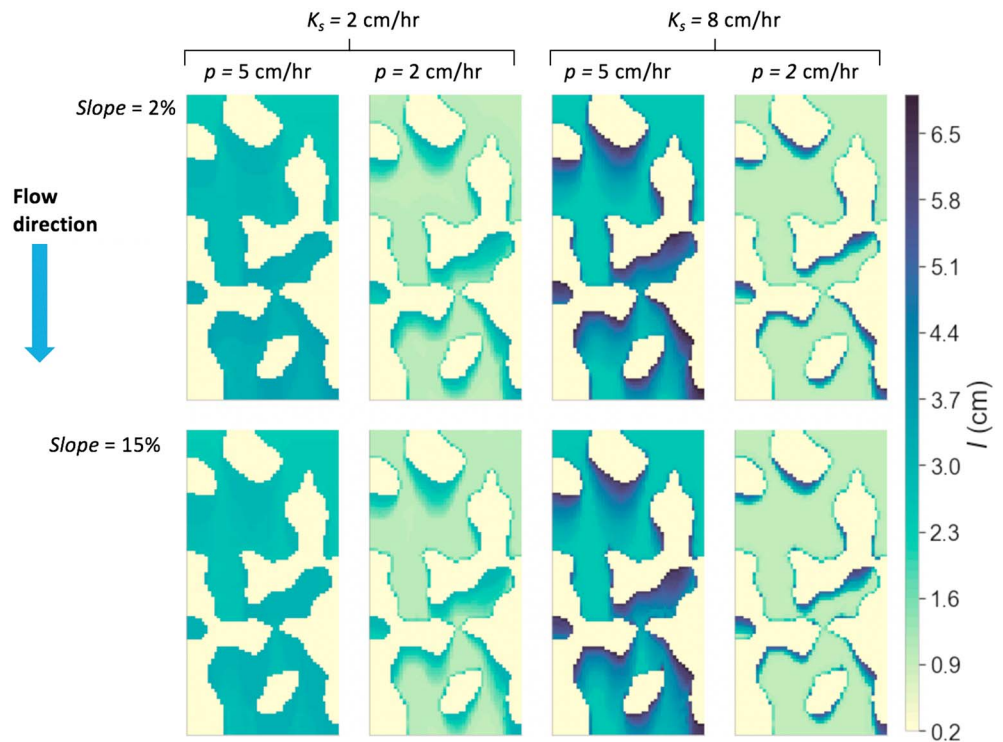 Kₛ = 2 cm/hr
Kₛ = 8 cm/hr
p = 5 cm/hr
p = 2 cm/hr
p = 5 cm/hr
p = 2 cm/hr
Slope = 2%
Flow
direction
Slope = 15%
6.5
5.8
5.1
4.4
3.7
3.0
2.3
1.6
0.9
0.2
I (cm)